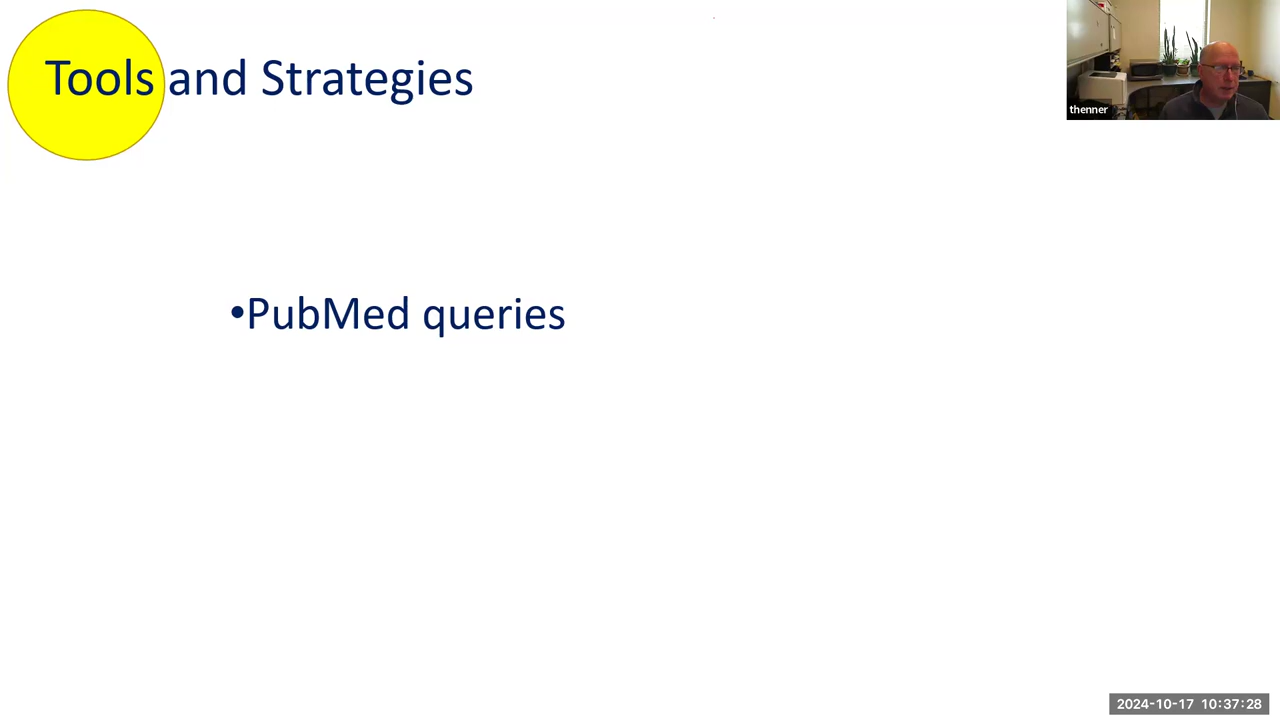 Tools and Strategies
thenner
•PubMed queries
2024-10-17 10:37:28